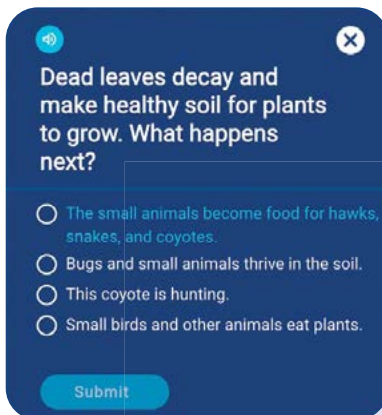 Dead leaves decay and
make healthy soil for plants
to grow. What happens
next?
The small animals become food for hawks,
snakes, and coyotes.
Bugs and small animals thrive in the soil.
This coyote is hunting.
Small birds and other animals eat plants.
Submit